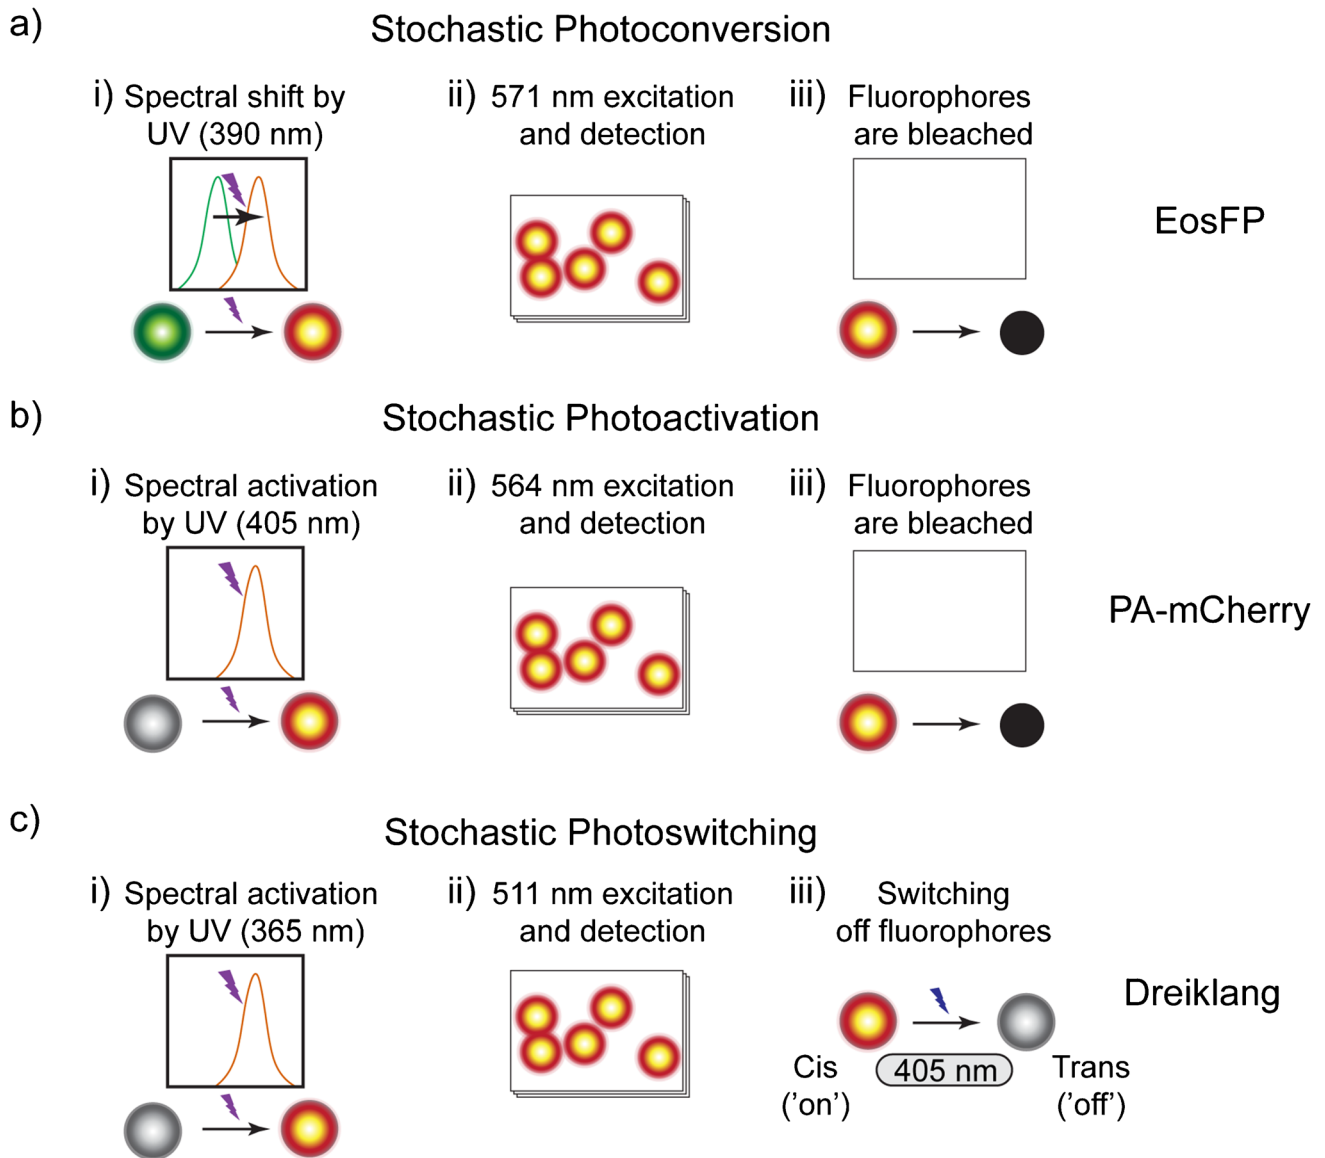 a)
Stochastic Photoconversion
i) Spectral shift by
UV (390 nm)
ii) 571 nm excitation
and detection
iii) Fluorophores
are bleached
EosFP
b)
Stochastic Photoactivation
i) Spectral activation
by UV (405 nm)
ii) 564 nm excitation
and detection
iii) Fluorophores
are bleached
PA-mCherry
c)
Stochastic Photoswitching
i) Spectral activation
by UV (365 nm)
ii) 511 nm excitation
and detection
iii) Switching
off fluorophores
Cis
('on')
405 nm
Trans
('off')
Dreiklang